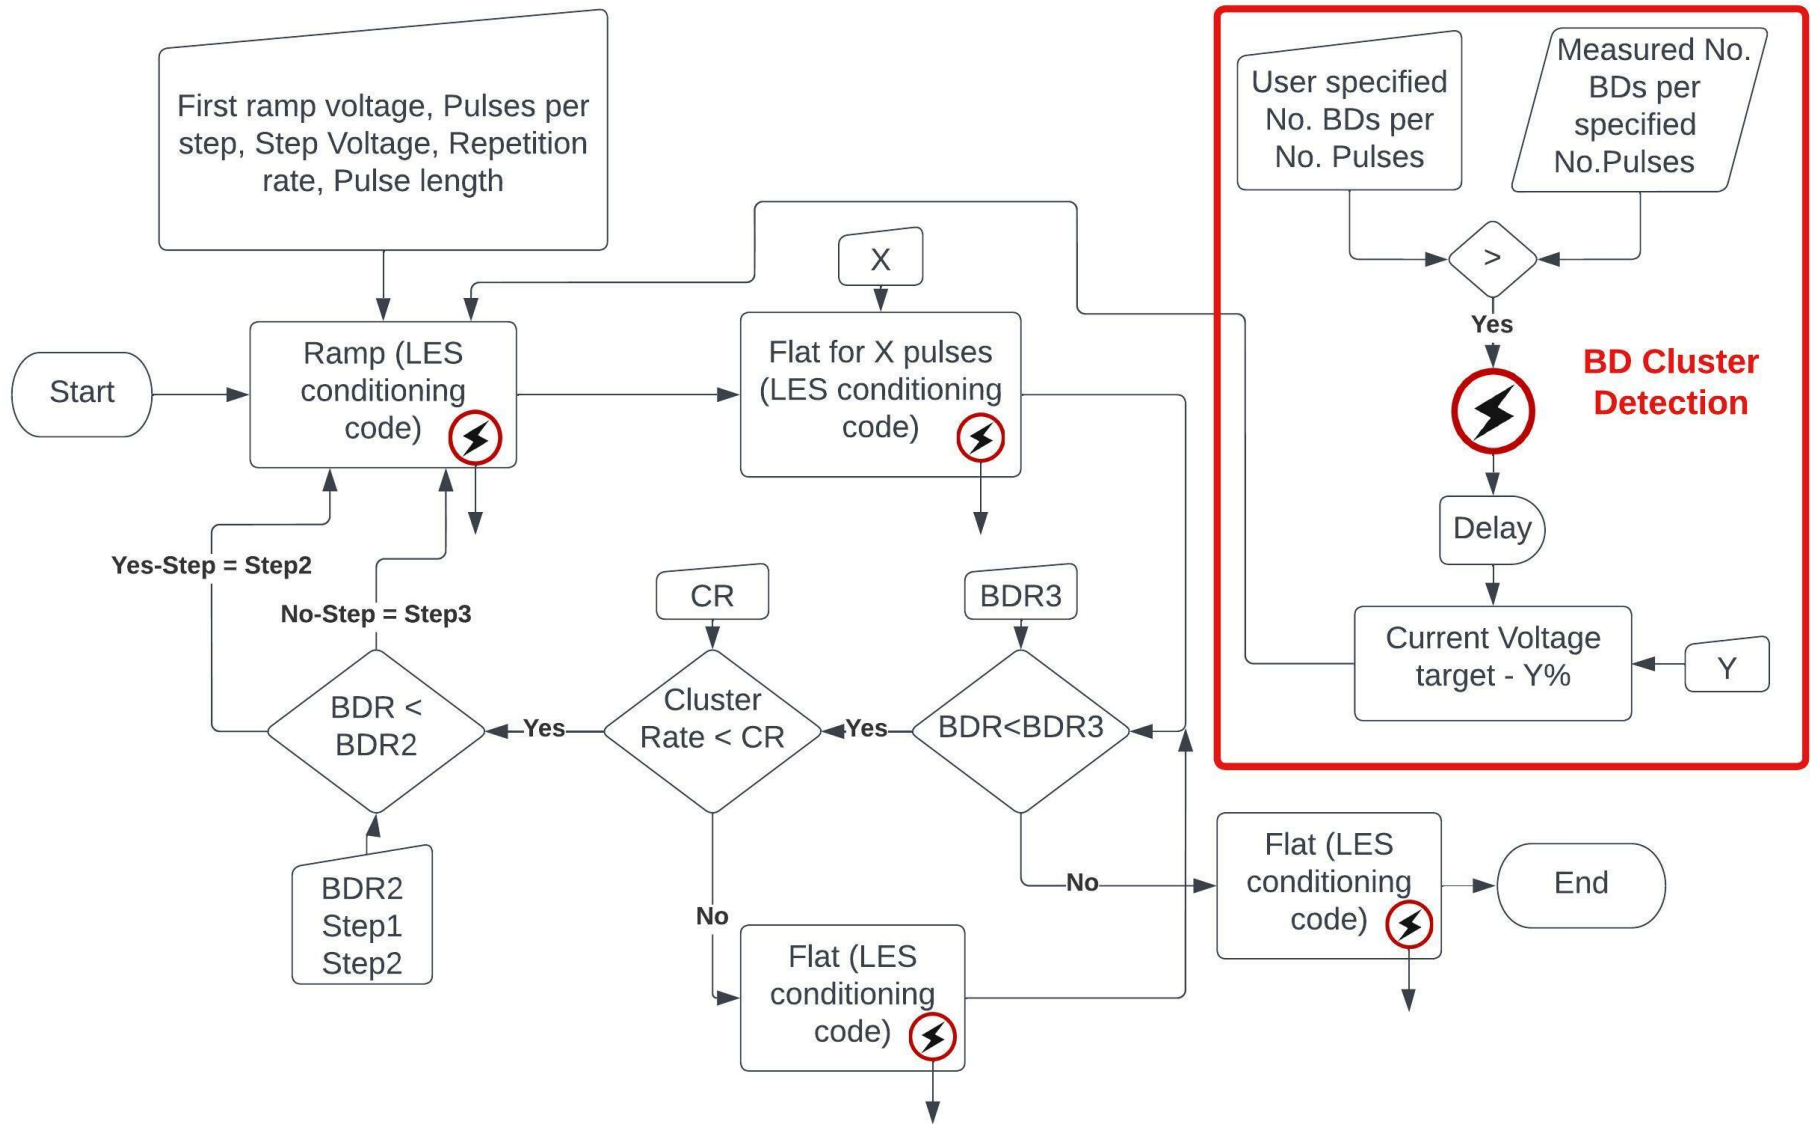 First ramp voltage, Pulses per
step, Step Voltage, Repetition
rate, Pulse length
User specified
No. BDs per
No. Pulses
Measured No.
BDs per
specified
No.Pulses
X
>
Yes
BD Cluster
Detection
Start
Ramp (LES
conditioning
code)
Flat for X pulses
(LES conditioning
code)
Delay
Yes-Step = Step2
No-Step = Step3
CR
BDR3
Current Voltage
target - Y%
Y
BDR <
BDR2
Yes
Cluster
Rate < CR
Yes
BDR<BDR3
BDR2
Step1
Step2
No
No
Flat (LES
conditioning
code)
End
Flat (LES
conditioning
code)